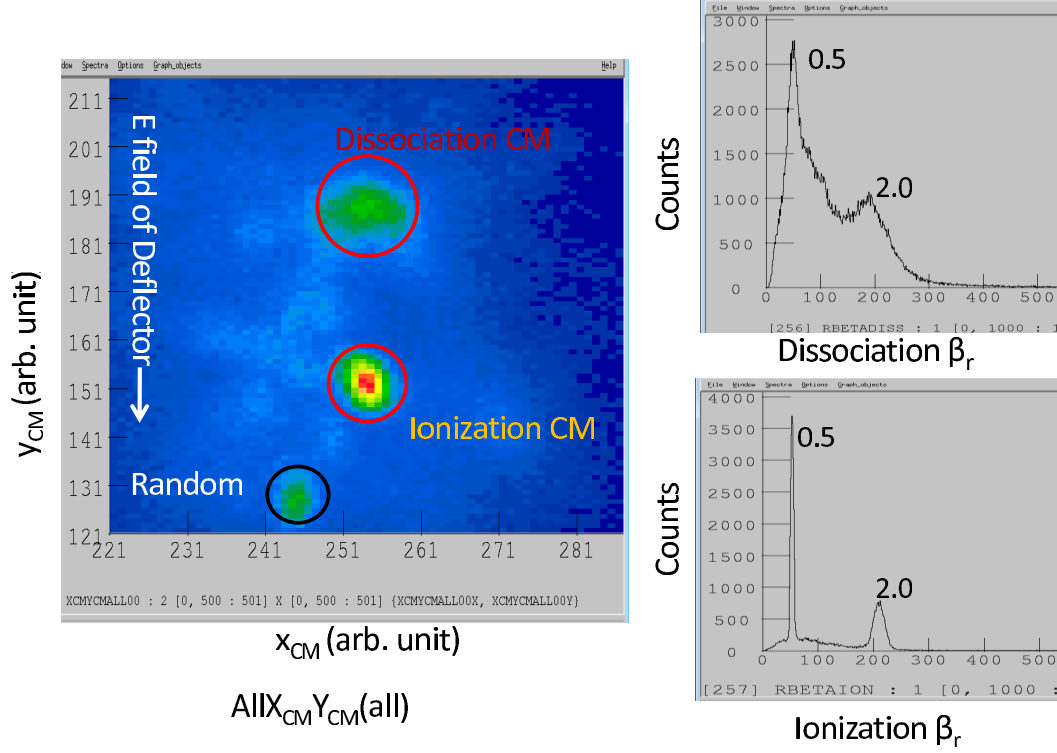 dow Spectra Options Graph_objects Help
211
201
191
181
171
161
151
141
131
121
221 231 241 251 261 271 281
E field of Deflector
Dissociation CM
Ionization CM
Random
yCM (arb. unit)
XCMYCMALL00 : 2 [0, 500 : 501] X [0, 500 : 501] {XCMYCMALL00X, XCMYCMALL00Y}
xCM (arb. unit)
AllXCMYCM(all)
File Window Spectra Options Graph_objects
3000
2500
2000
1500
1000
500
0
0 100 200 300 400 500
0.5
2.0
Counts
[256] RBETADISS : 1 [0, 1000 : 1
Dissociation βr
File Window Spectra Options Graph_objects
3500
4000
3000
2500
2000
1500
1000
500
0
0 100 200 300 400 500
0.5
2.0
Counts
[257] RBETAION : 1 [0, 1000 :
Ionization βr